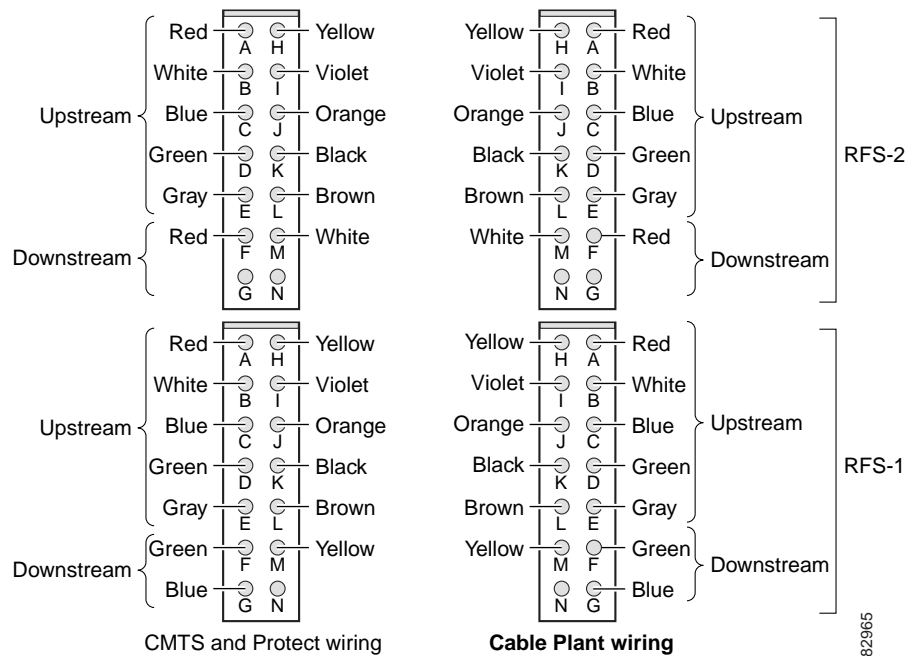 Red A H Yellow Yellow H A Red
White B I Violet Violet I B White
Upstream Blue C J Orange Orange J C Blue Upstream
Green D K Black Black K D Green RFS-2
Gray E L Brown Brown L E Gray
Downstream Red F M White White M F Red Downstream
G N N G
Red A H Yellow Yellow H A Red
White B I Violet Violet I B White
Upstream Blue C J Orange Orange J C Blue Upstream
Green D K Black Black K D Green RFS-1
Gray E L Brown Brown L E Gray
Green F M Yellow Yellow M F Green
Downstream Blue G N N G Blue Downstream
CMTS and Protect wiring Cable Plant wiring
82965